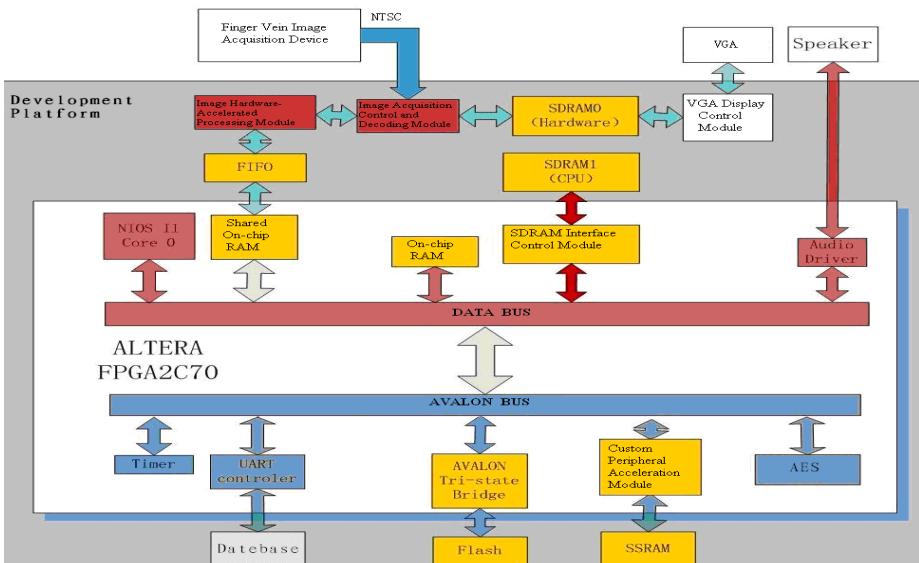 NTSC
Finger Vein Image
Acquisition Device
VGA
Speaker
Development
Platform
Image Hardware-
Accelerated
Processing Module
Image Acquisition
Control and
Decoding Module
SDRAM0
(Hardware)
VGA Display
Control
Module
FIFO
SDRAM1
(CPU)
NIOS II
Core 0
Shared
On-chip
RAM
On-chip
RAM
SDRAM Interface
Control Module
Audio
Driver
DATA BUS
ALTERA
FPGA2C70
AVALON BUS
Timer
UART
controler
AVALON
Tri-state
Bridge
Custom
Peripheral
Acceleration
Module
AES
Datebase
Flash
SSRAM